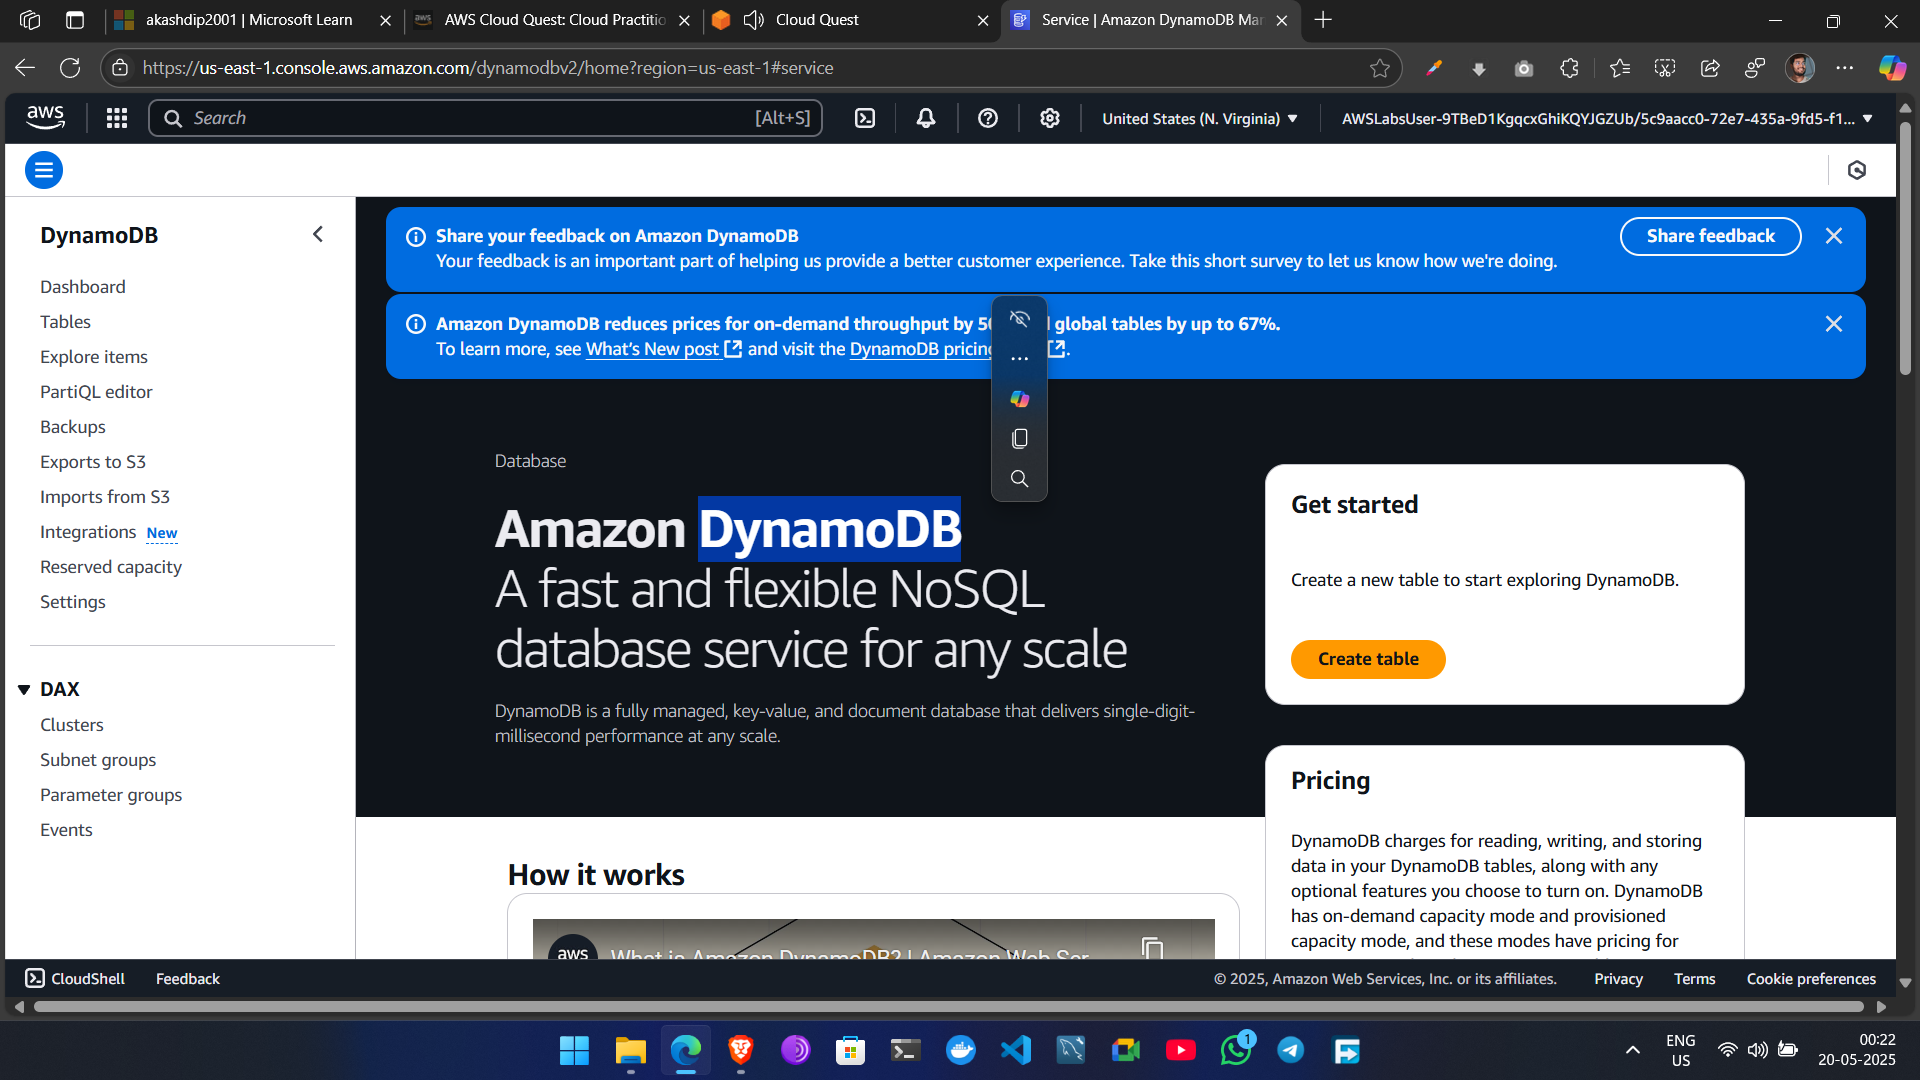 akashdip2001 | Microsoft Learn
AWS Cloud Quest: Cloud Practitio
Cloud Quest
Service | Amazon DynamoDB Mar
https://us-east-1.console.aws.amazon.com/dynamodbv2/home?region=us-east-1#service
aws
Search
[Alt+S]
United States (N. Virginia)
AWSLabsUser-9TBeD1KgqcxGhiKQYJGZUb/5c9aacc0-72e7-435a-9fd5-f1...
DynamoDB
Dashboard
Tables
Explore items
PartiQL editor
Backups
Exports to S3
Imports from S3
Integrations New
Reserved capacity
Settings
DAX
Clusters
Subnet groups
Parameter groups
Events
Share your feedback on Amazon DynamoDB
Your feedback is an important part of helping us provide a better customer experience. Take this short survey to let us know how we're doing.
Share feedback
Amazon DynamoDB reduces prices for on-demand throughput by global tables by up to 67%.
To learn more, see What's New post and visit the DynamoDB pricing
Database
Amazon DynamoDB
A fast and flexible NoSQL
database service for any scale
DynamoDB is a fully managed, key-value, and document database that delivers single-digit-
millisecond performance at any scale.
Get started
Create a new table to start exploring DynamoDB.
Create table
Pricing
DynamoDB charges for reading, writing, and storing
data in your DynamoDB tables, along with any
optional features you choose to turn on. DynamoDB
has on-demand capacity mode and provisioned
capacity mode, and these modes have pricing for
How it works
aws
What is Amazon DynamoDB? | Amazon Web Ser
CloudShell
Feedback
© 2025, Amazon Web Services, Inc. or its affiliates.
Privacy
Terms
Cookie preferences
1
ENG
US
00:22
20-05-2025